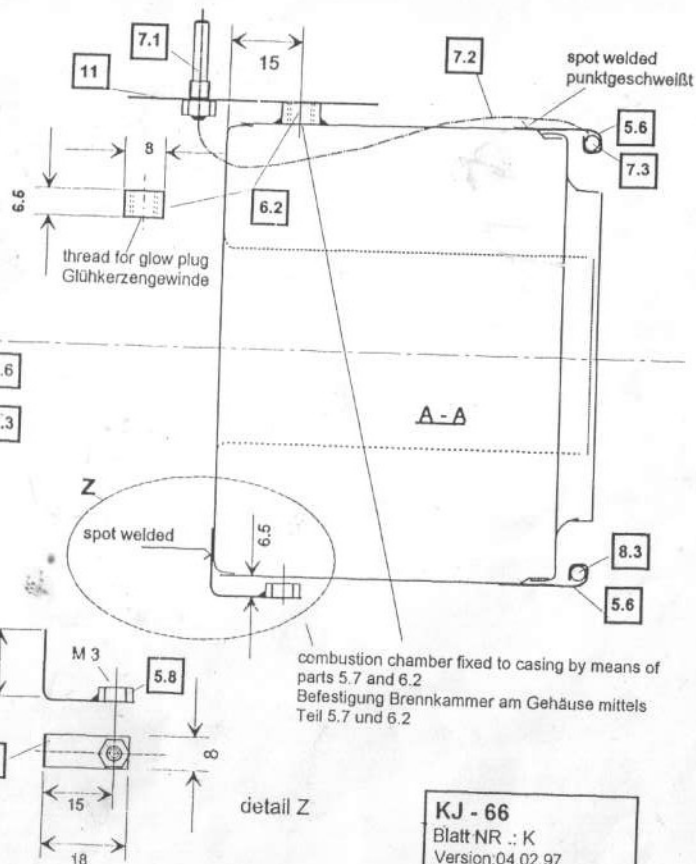 7.1
15
7.2
spot welded
punktgeschweißt
11
5.6
7.3
8
6.5
6.2
thread for glow plug
Glühkerzengewinde
.6
.3
A - A
Z
spot welded
6.5
8.3
5.6
combustion chamber fixed to casing by means of
parts 5.7 and 6.2
Befestigung Brennkammer am Gehäuse mittels
Teil 5.7 und 6.2
M 3
5.8
8
15
18
detail Z
KJ - 66
Blatt NR .: K
Version:04.02.97